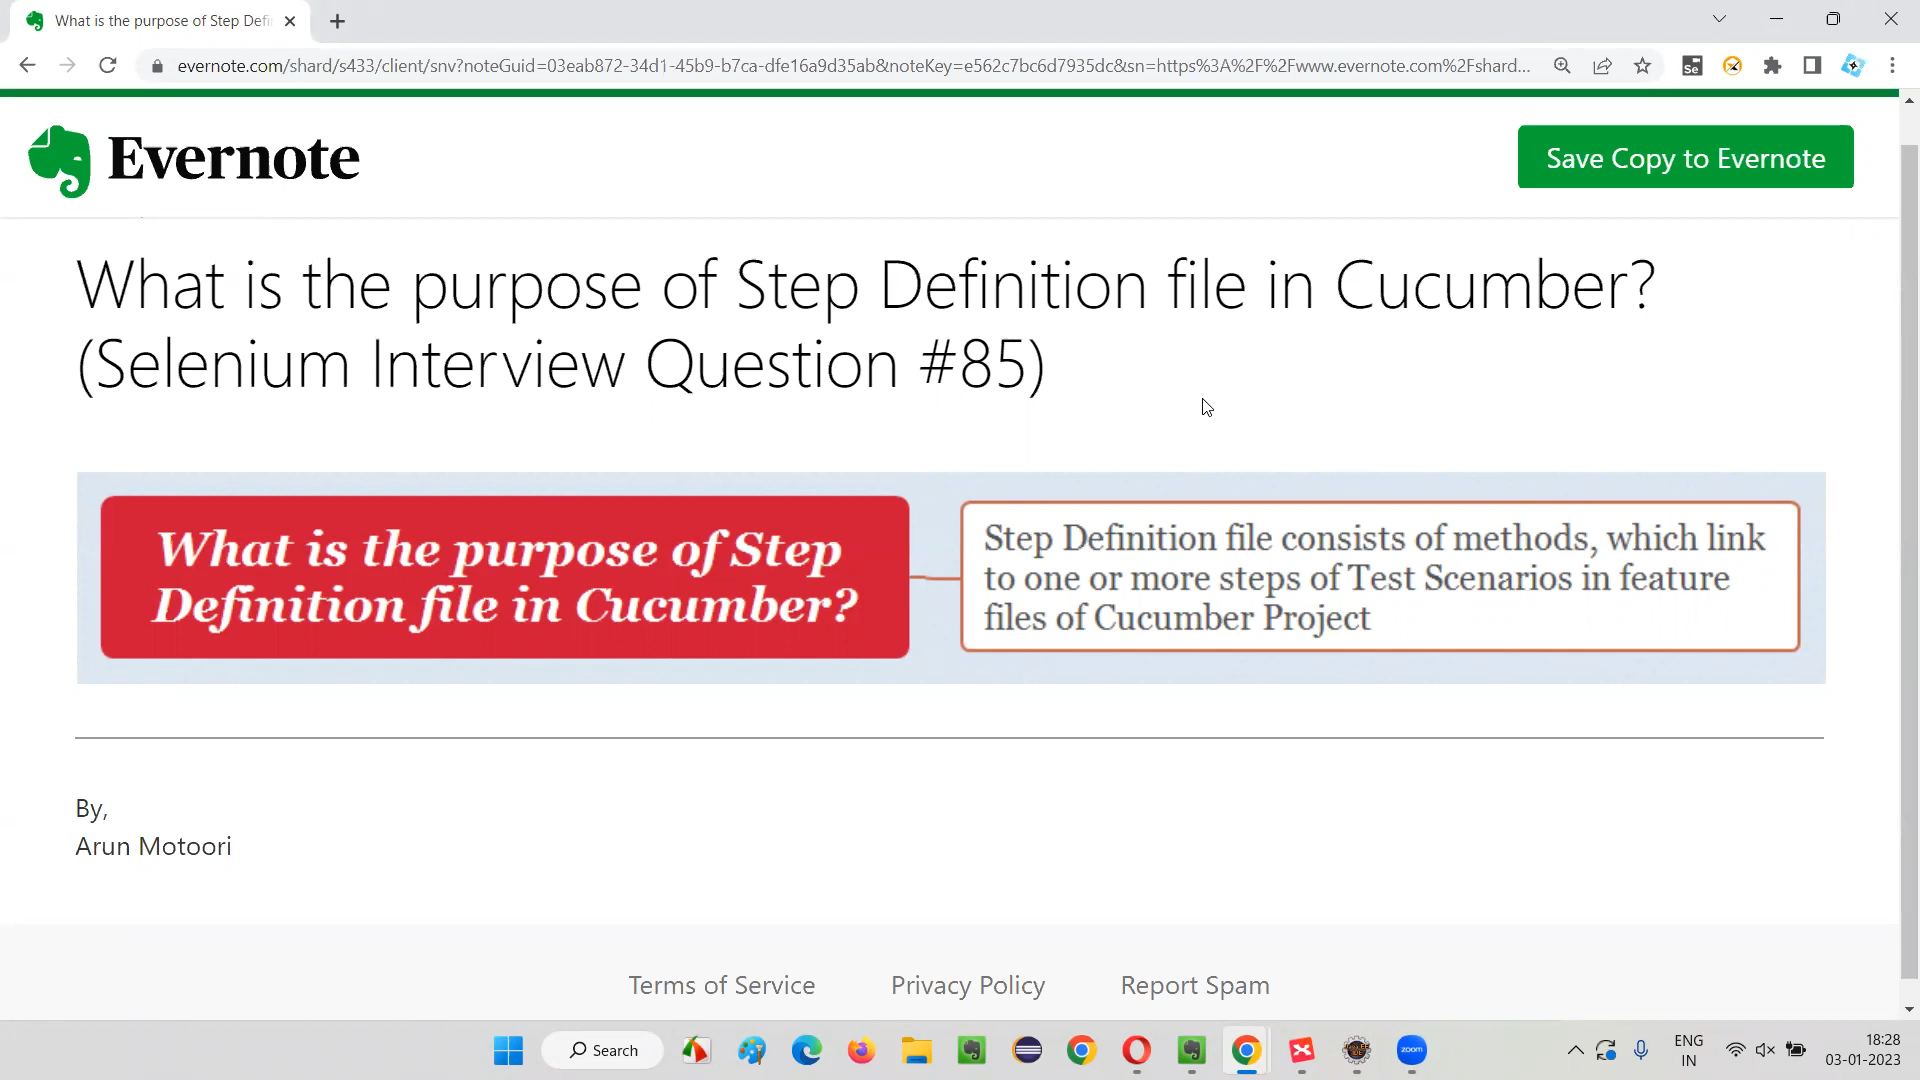 What is the purpose of Step Defi
evernote.com/shard/s433/client/snv?noteGuid=03eab872-34d1-45b9-b7ca-dfe16a9d35ab&noteKey=e562c7bc6d7935dc&sn=https%3A%2F%2Fwww.evernote.com%2Fshard...
Se
Evernote
Save Copy to Evernote
What is the purpose of Step Definition file in Cucumber?
(Selenium Interview Question #85)
What is the purpose of Step
Definition file in Cucumber?
Step Definition file consists of methods, which link
to one or more steps of Test Scenarios in feature
files of Cucumber Project
By,
Arun Motoori
Terms of Service Privacy Policy Report Spam
Search
zoom
ENG
IN
18:28
03-01-2023